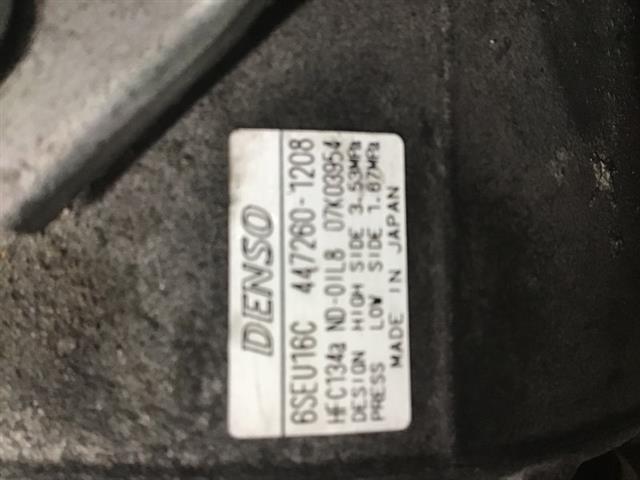 DENSO
6SEU16C 447260-1208
HFC134a ND-OIL8 07K03954
DESIGN HIGH SIDE 3.53MPa
PRESS LOW SIDE 1.67MPa
MADE IN JAPAN